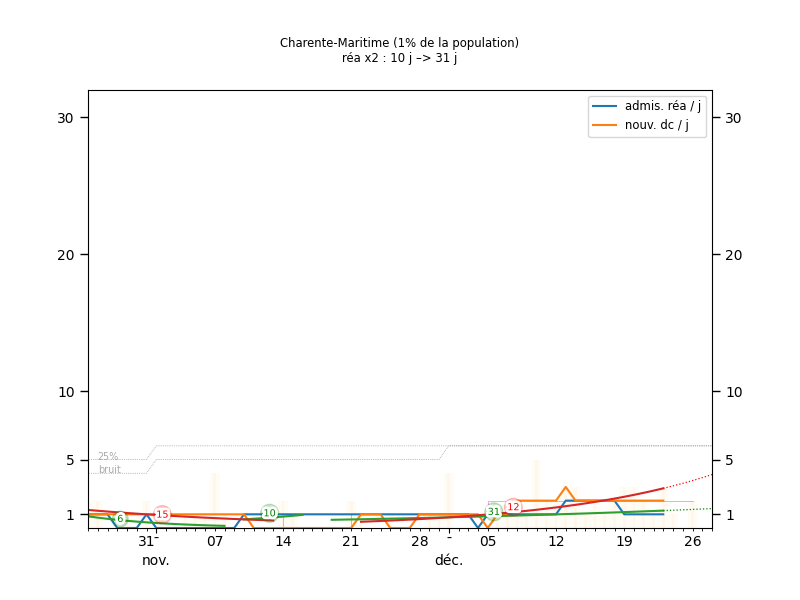 Charente-Maritime (1% de la population)
réa x2 : 10 j –> 31 j
admis. réa / j
nouv. dc / j
30 30
20 20
10 10
5 5
1 1
25%
bruit
6 15 10 31 12
31- 07 14 21 28 - 05 12 19 26
nov. déc.